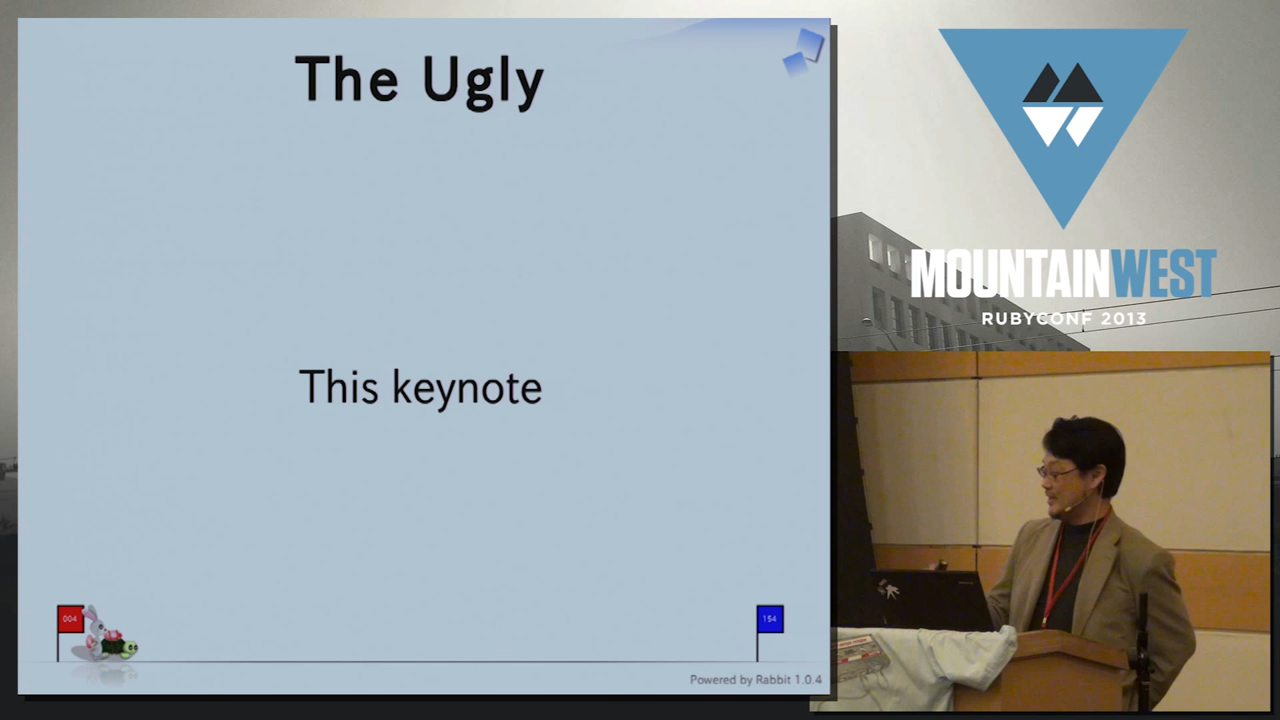 The Ugly
This keynote
004
154
Powered by Rabbit 1.0.4
MOUNTAINWEST
RUBYCONF 2013